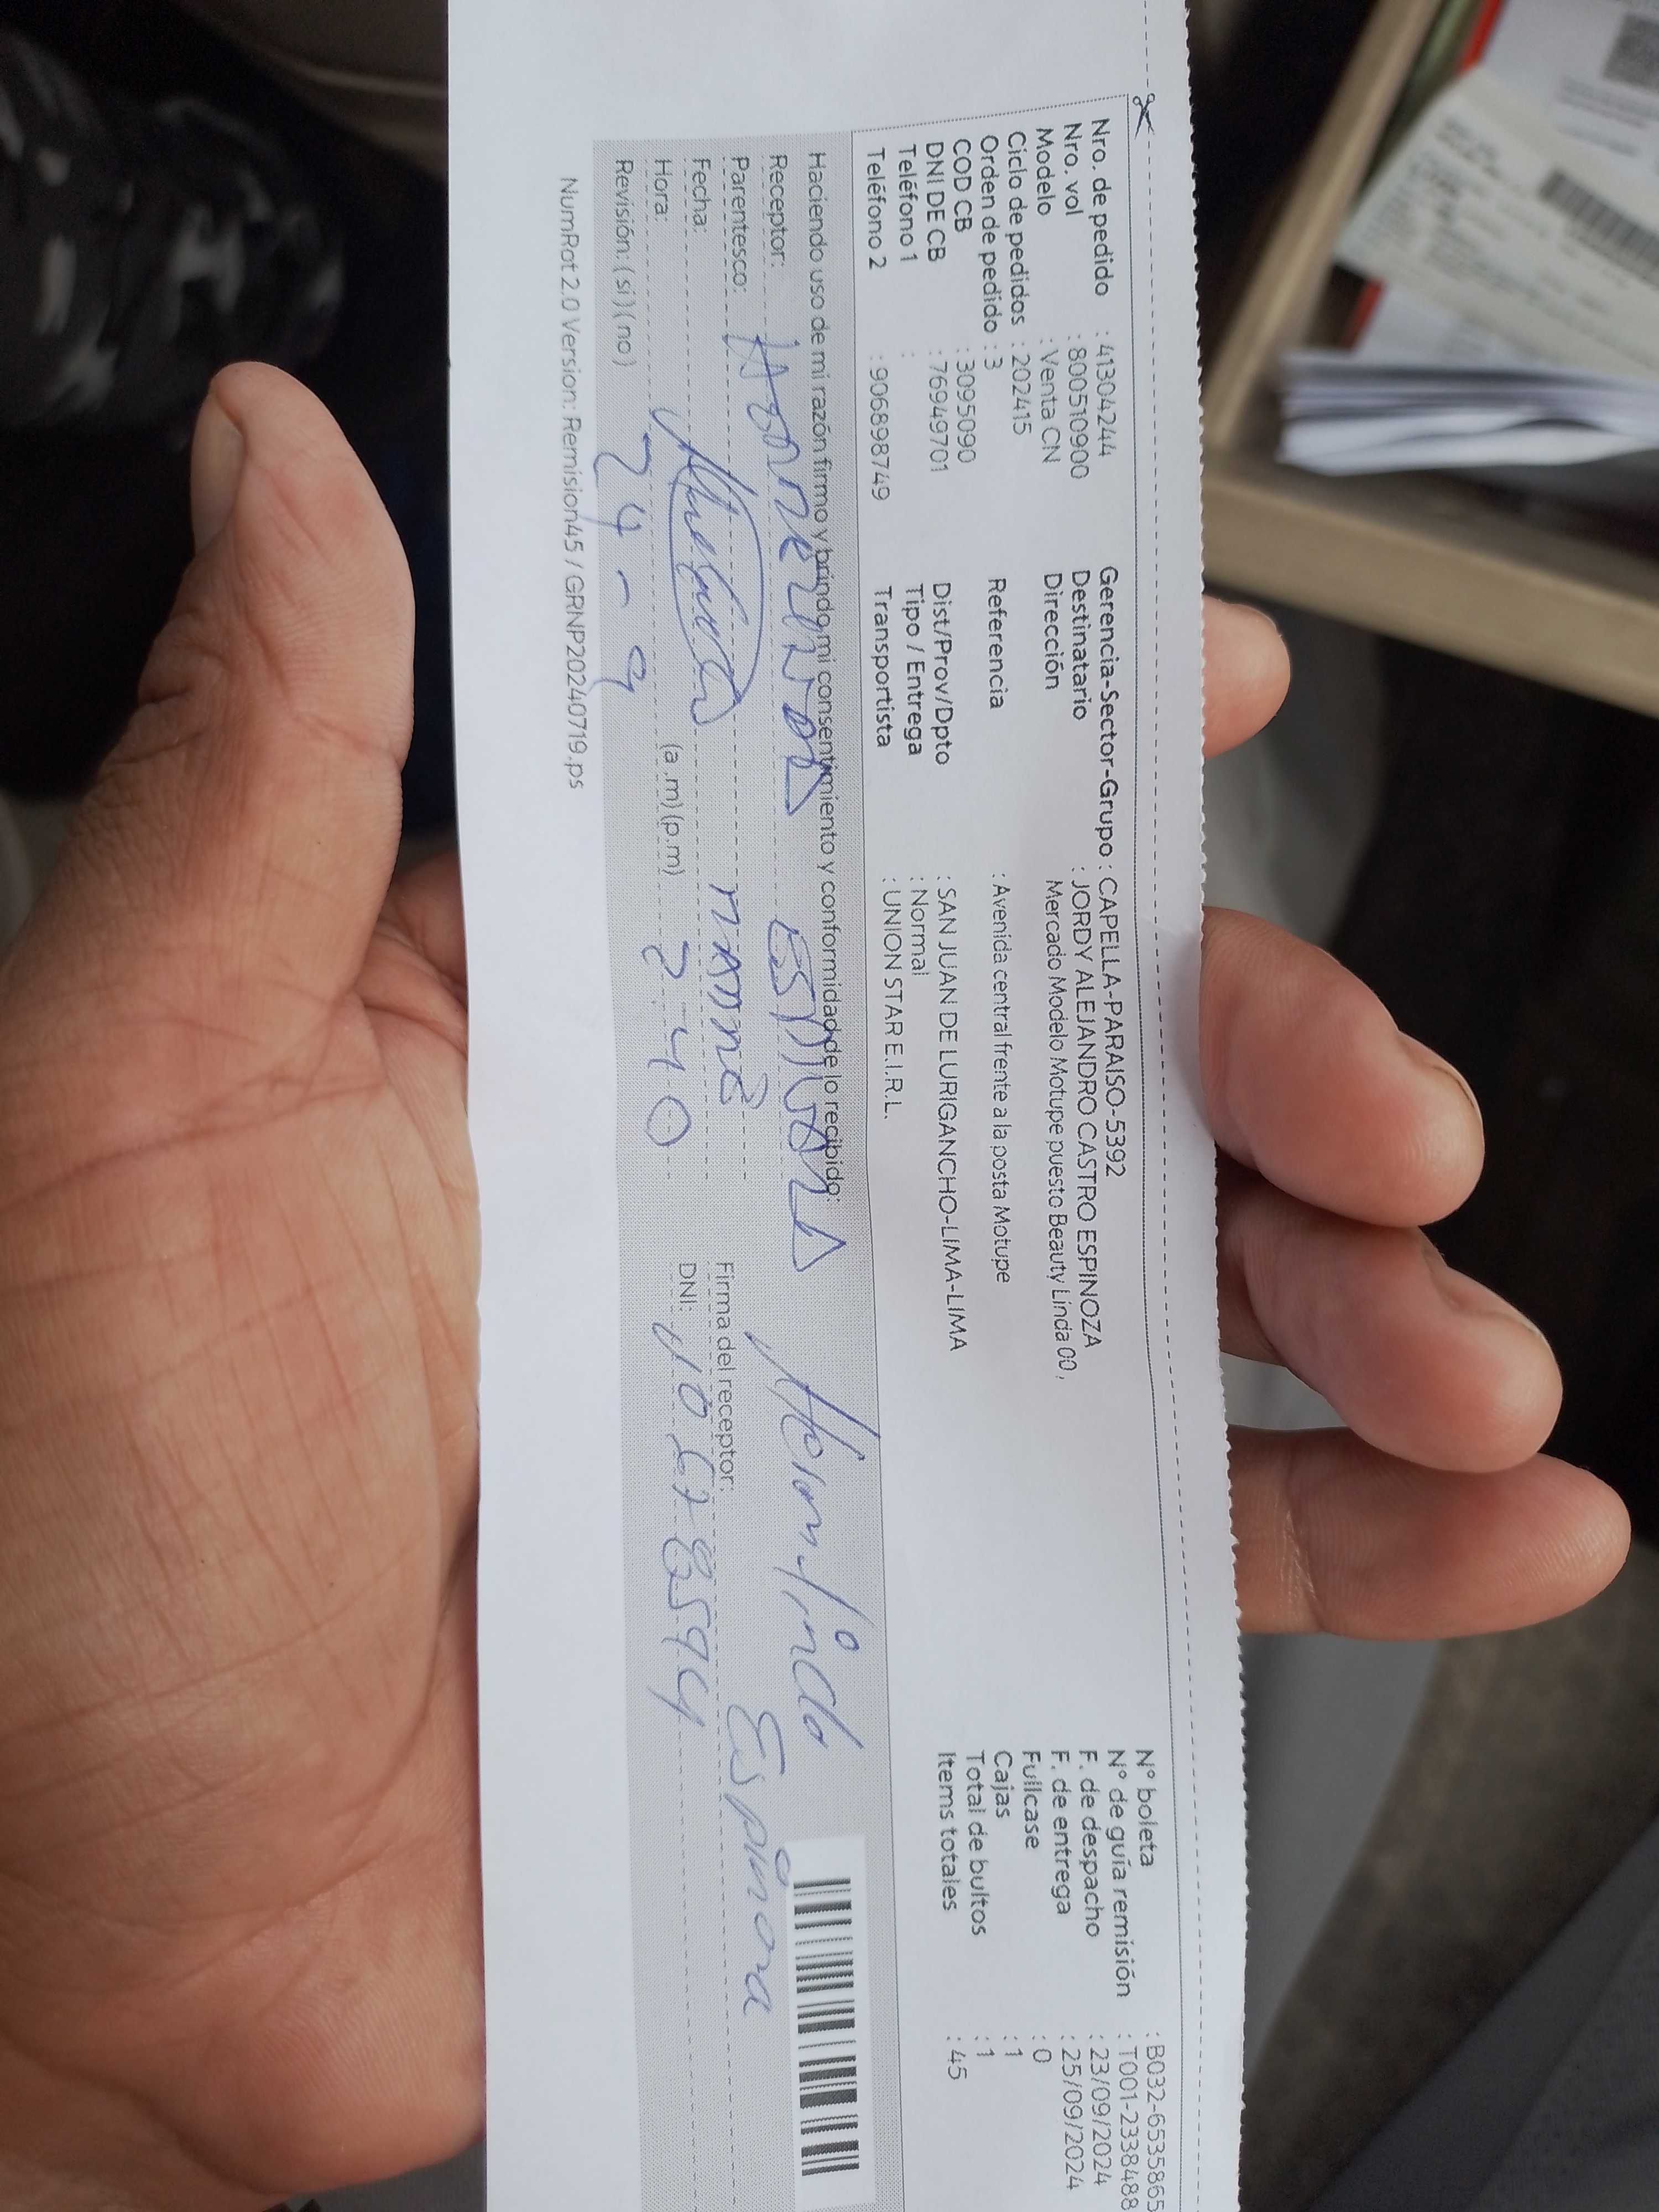 Nro. de pedido : 41304244
Nro. vol : 800510900
Modelo : Venta CN
Ciclo de pedidos : 202415
Orden de pedido : 3
COD CB : 3095090
DNI DE CB : 76949701
Teléfono 1 :
Teléfono 2 : 906898749
Gerencia-Sector-Grupo : CAPELLA-PARAISO-5392
Destinatario : JORDY ALEJANDRO CASTRO ESPINOZA
Dirección Mercado Modelo Motupe puesto Beauty Linda 00 ,
Referencia : Avenida central frente a la posta Motupe
Dist/Prov/Dpto : SAN JUAN DE LURIGANCHO-LIMA-LIMA
Tipo / Entrega : Normal
Transportista : UNION STAR E.I.R.L.
N° boleta : B032-6535865
N° de guía remisión : T001-2338488
F. de despacho : 23/09/2024
F. de entrega : 25/09/2024
Fullcase : 0
Cajas : 1
Total de bultos : 1
Items totales : 45
Haciendo uso de mi razón firmo y brindo mi consentimiento y conformidad de lo recibido:
Receptor:
Parentesco: mamá
Fecha:
Hora: (a.m) (p.m) 2 40
Revisión: (si) (no) 24 - 9
Firma del receptor: Espinoza
DNI:
NumRot 2.0 Version: Remision45 / GRNP20240719.ps